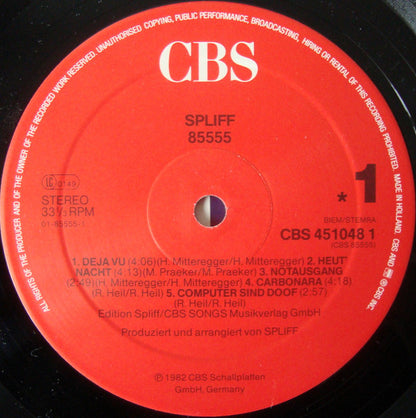 ALL RIGHTS OF THE PRODUCER AND OF THE OWNER OF THE RECORDED WORK RESERVED. UNAUTHORISED COPYING, PUBLIC PERFORMANCE, BROADCASTING, HIRING OR RENTAL OF THIS RECORDING PROHIBITED. MADE IN HOLLAND. CBS AND ARE ® CBS INC.
CBS
SPLIFF
85555
LC 0149
STEREO
33⅓ RPM
01-85555-1
* 1
BIEM/STEMRA
CBS 451048 1
(CBS 85555)
1. DEJA VU (4:06)(H. Mitteregger/H. Mitteregger) 2. HEUT'
NACHT (4:13)(M. Praeker/M. Praeker) 3. NOTAUSGANG
(2:49)(H. Mitteregger/H. Mitteregger) 4. CARBONARA (4:18)
(R. Heil/R. Heil) 5. COMPUTER SIND DOOF (2:57)
(R. Heil/R. Heil)
Edition Spliff/CBS SONGS Musikverlag GmbH
Produziert und arrangiert von SPLIFF
Ⓟ 1982 CBS Schallplatten
GmbH, Germany